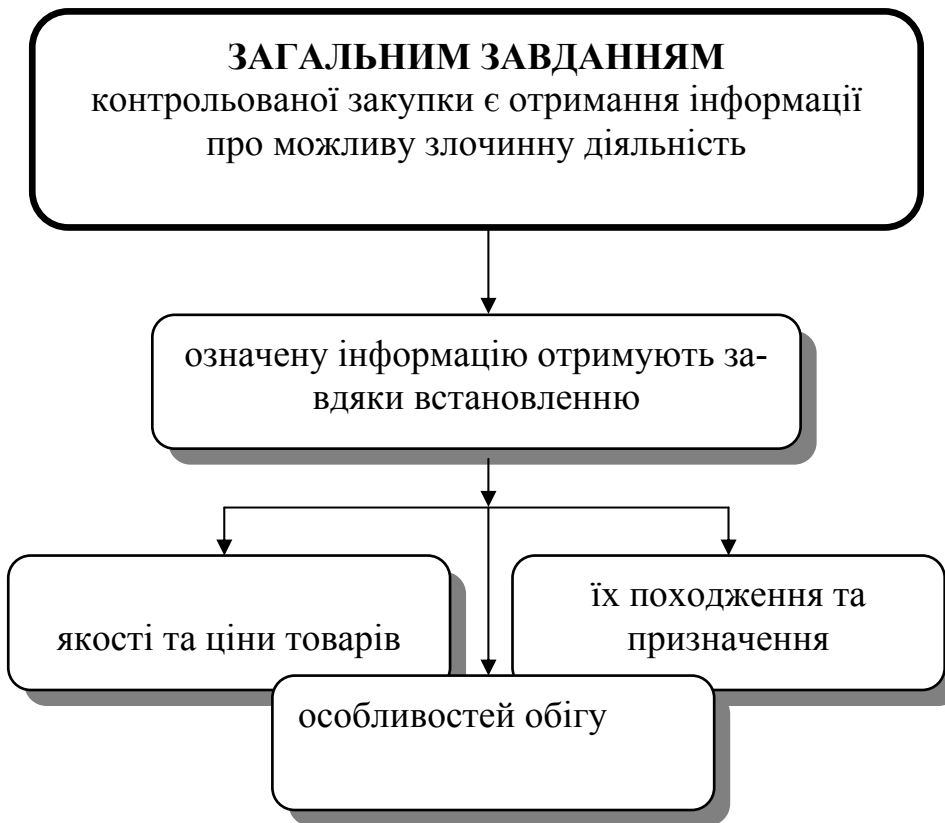 ЗАГАЛЬНИМ ЗАВДАННЯМ
контрольованої закупки є отримання інформації
про можливу злочинну діяльність
означену інформацію отримують за-
вдяки встановленню
якості та ціни товарів
їх походження та
призначення
особливостей обігу